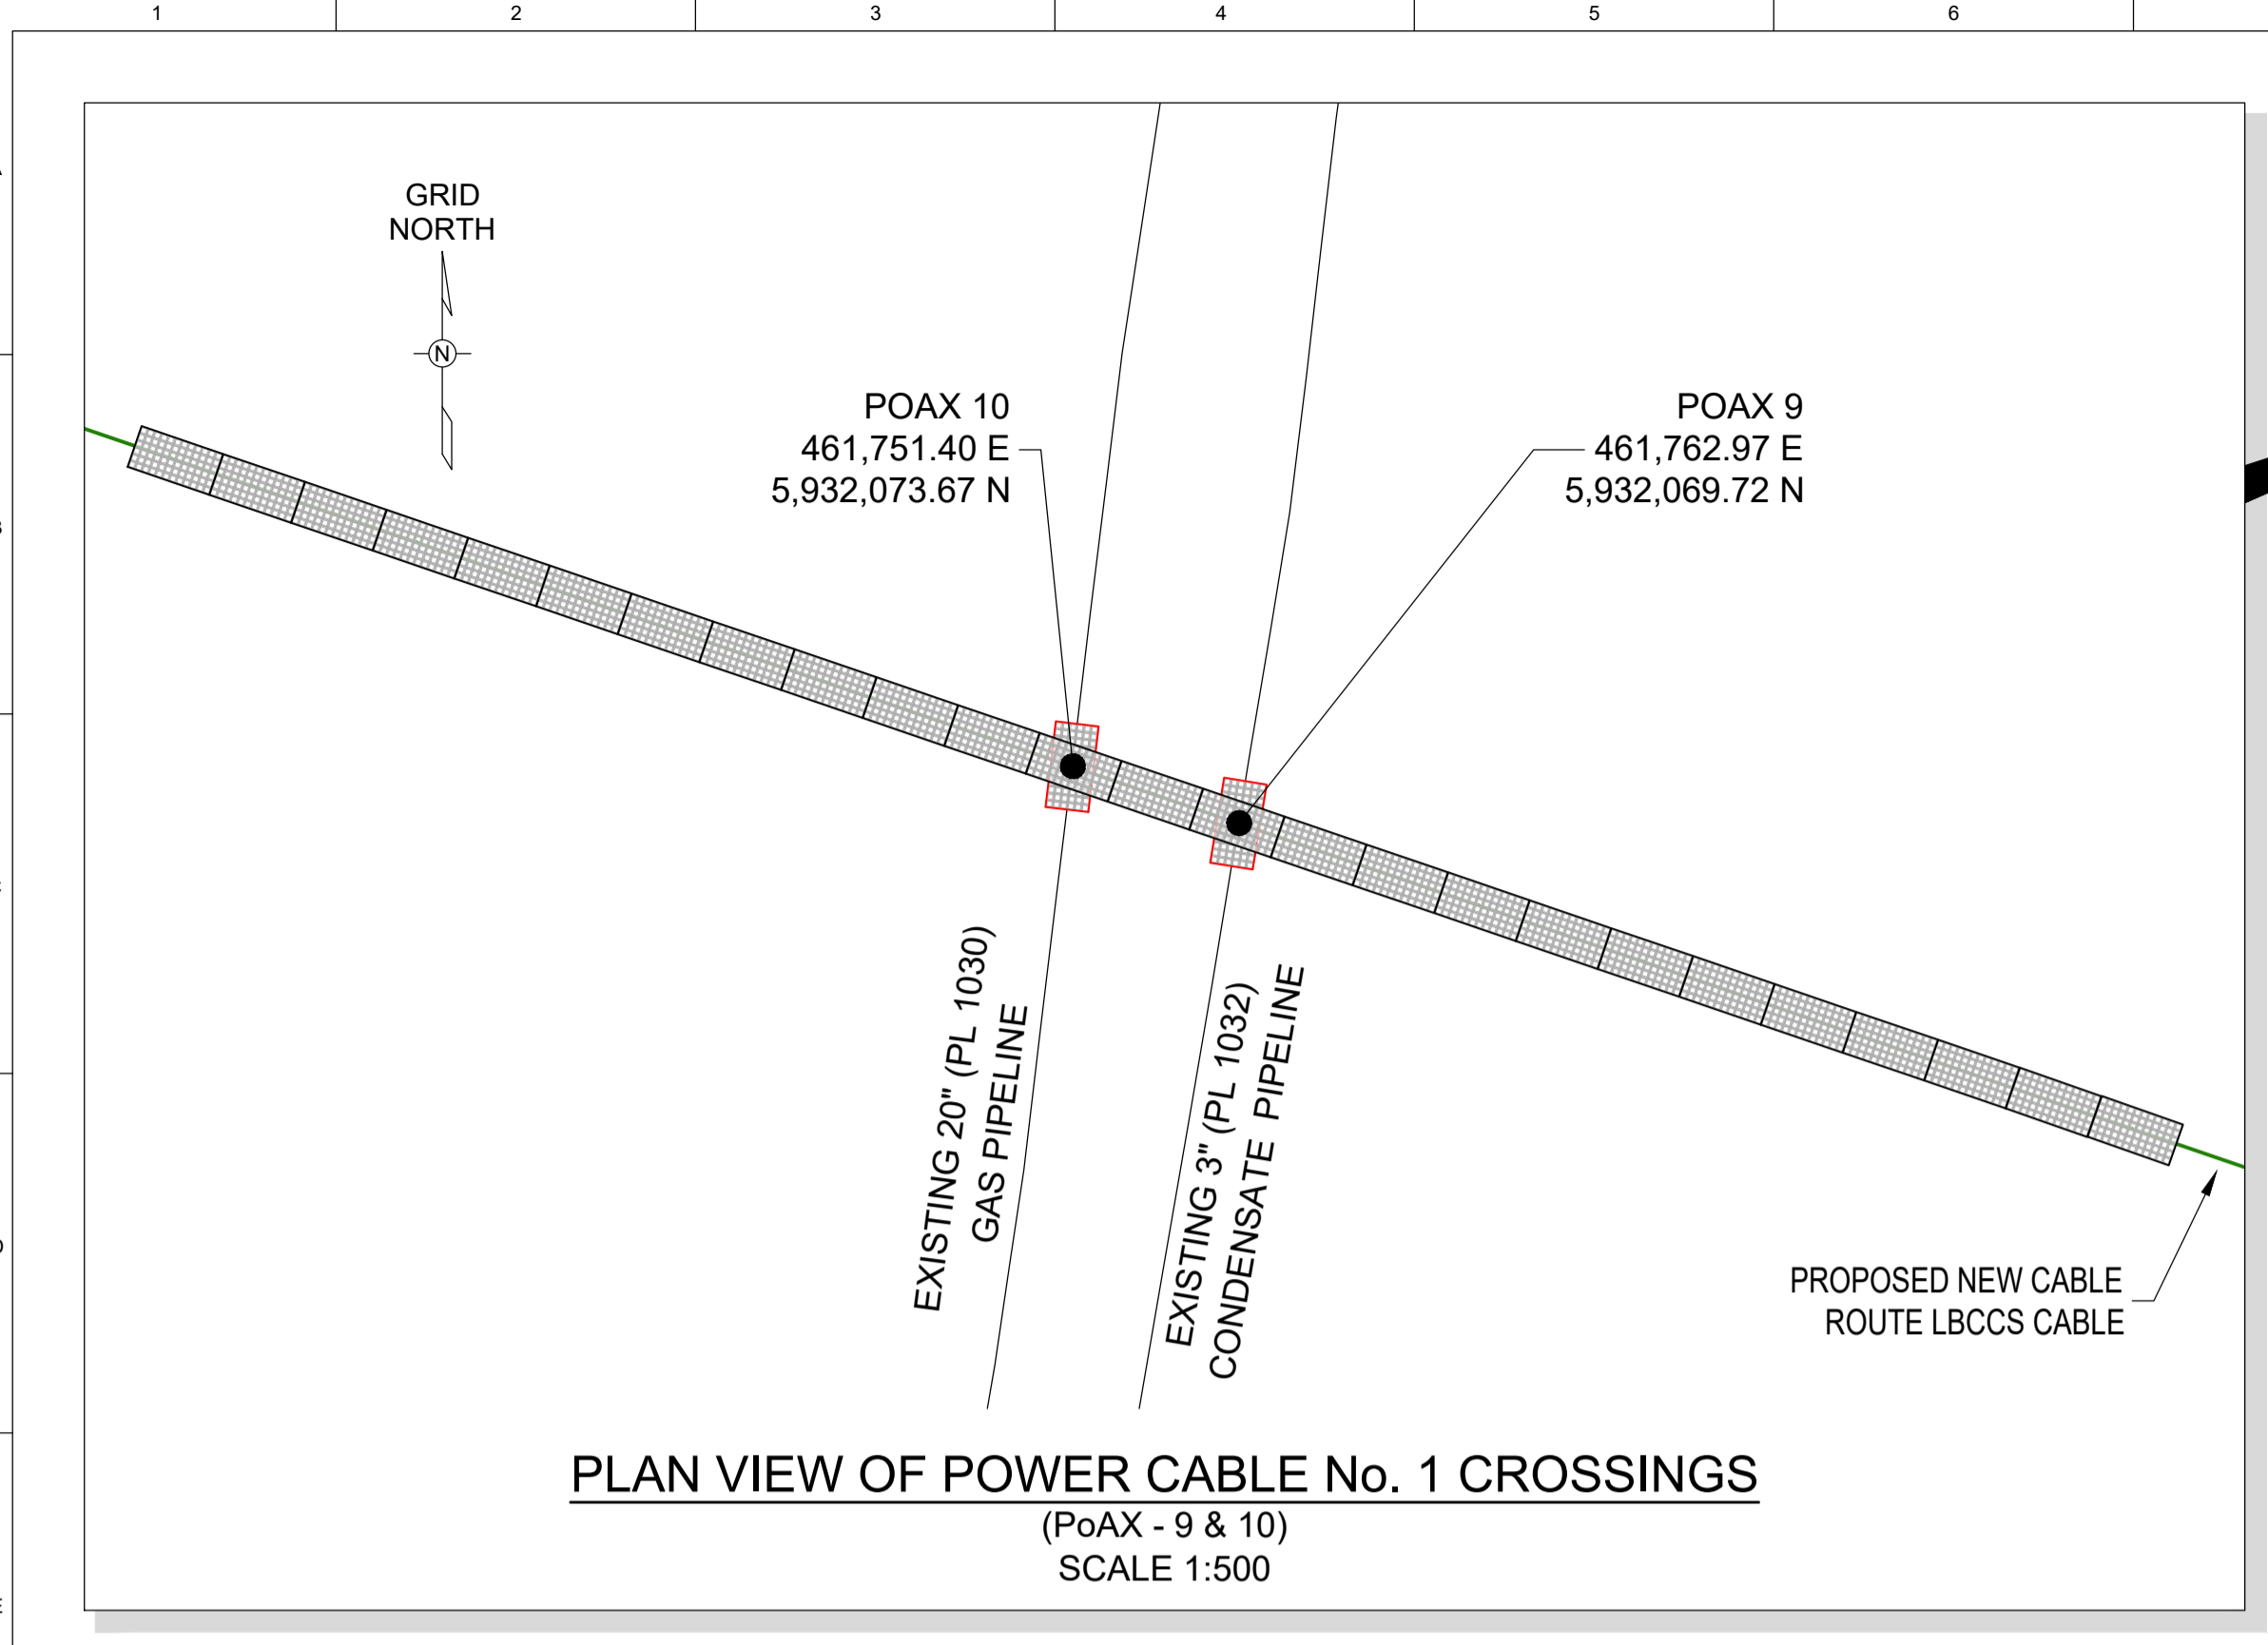 1 2 3 4 5 6
GRID
NORTH
N
POAX 10
461,751.40 E
5,932,073.67 N
POAX 9
461,762.97 E
5,932,069.72 N
EXISTING 20" (PL 1030)
GAS PIPELINE
EXISTING 3" (PL 1032)
CONDENSATE PIPELINE
PROPOSED NEW CABLE
ROUTE LBCCS CABLE
PLAN VIEW OF POWER CABLE No. 1 CROSSINGS
(PoAX - 9 & 10)
SCALE 1:500